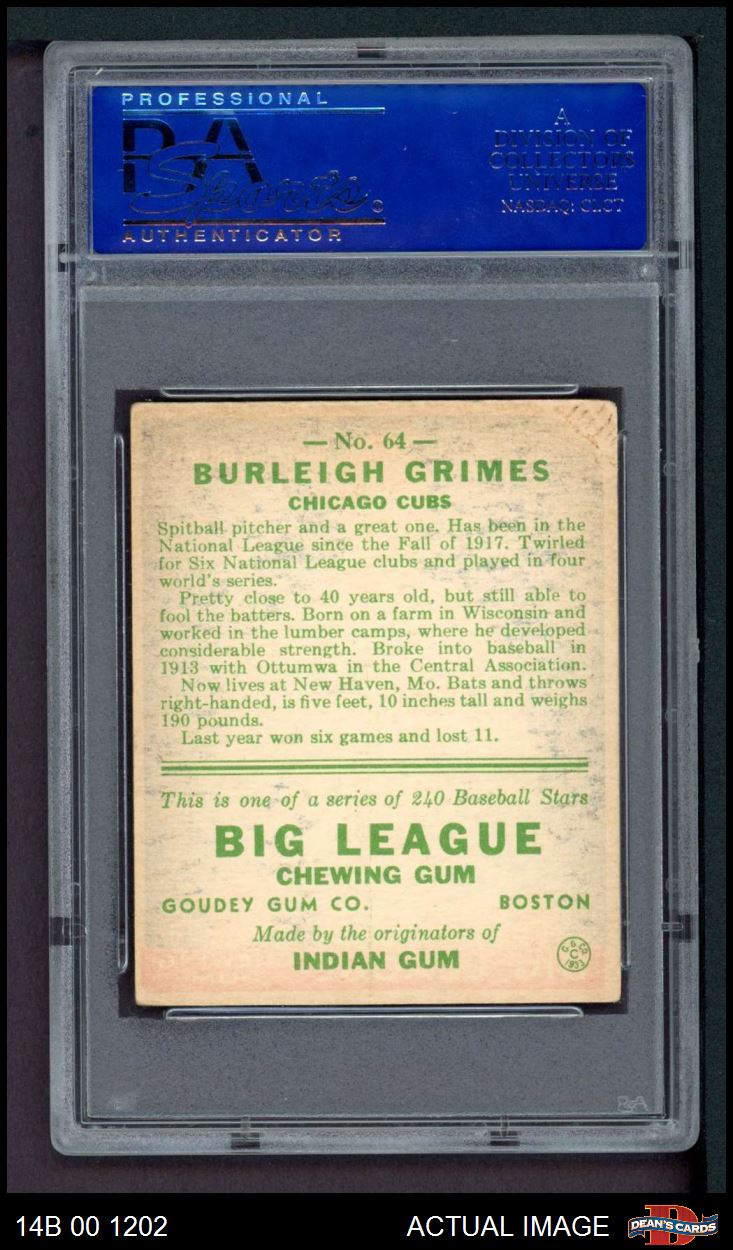 PROFESSIONAL
PSA
Sports
AUTHENTICATOR
A
DIVISION OF
COLLECTORS
UNIVERSE
NASDAQ: CLCT
— No. 64 —
BURLEIGH GRIMES
CHICAGO CUBS
Spitball pitcher and a great one. Has been in the
National League since the Fall of 1917. Twirled
for Six National League clubs and played in four
world's series.
Pretty close to 40 years old, but still able to
fool the batters. Born on a farm in Wisconsin and
worked in the lumber camps, where he developed
considerable strength. Broke into baseball in
1913 with Ottumwa in the Central Association.
Now lives at New Haven, Mo. Bats and throws
right-handed, is five feet, 10 inches tall and weighs
190 pounds.
Last year won six games and lost 11.
This is one of a series of 240 Baseball Stars
BIG LEAGUE
CHEWING GUM
GOUDEY GUM CO. BOSTON
Made by the originators of
INDIAN GUM
G. G. CO.
C
1933
PSA
14B 00 1202 ACTUAL IMAGE
D
DEAN'S CARDS